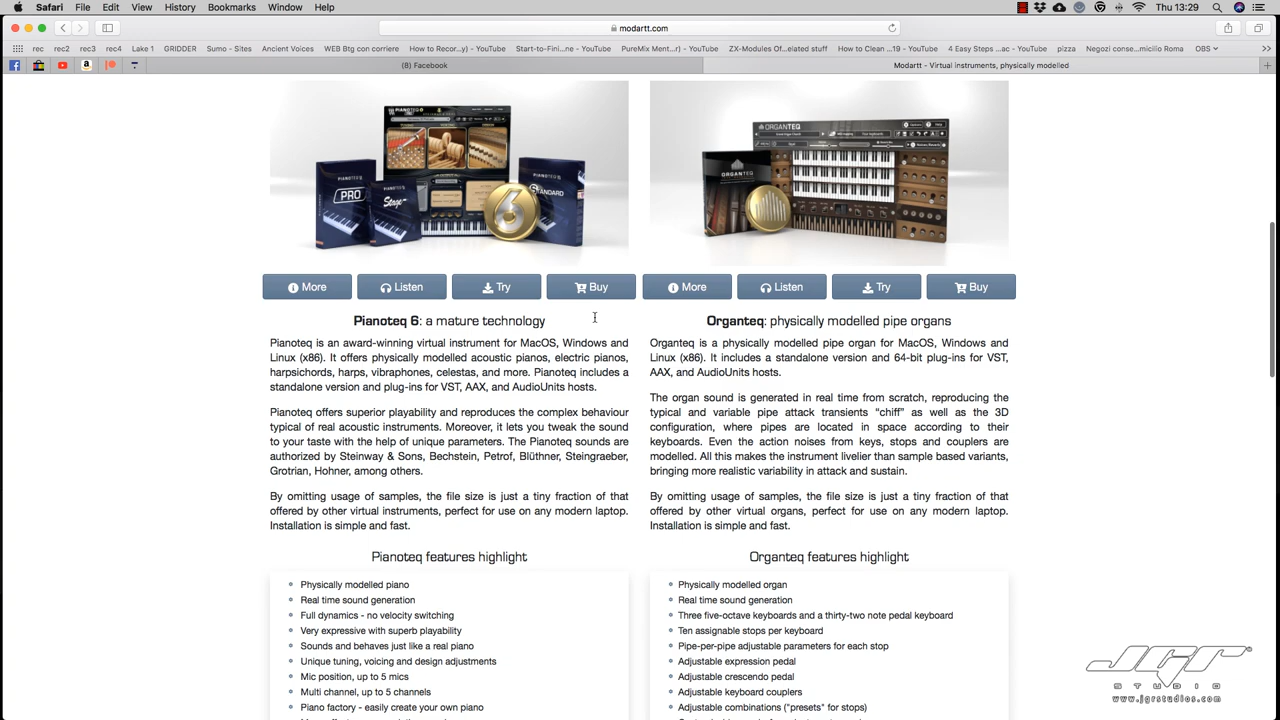 Safari File Edit View History Bookmarks Window Help Thu 13:29
modartt.com
rec rec2 rec3 rec4 Lake 1 GRIDDER Sumo - Sites Ancient Voices WEB Btg con corriere How to Recor...y) - YouTube Start-to-Fini...ne - YouTube PureMix Ment...r) - YouTube ZX-Modules Of...elated stuff How to Clean ...19 - YouTube 4 Easy Steps ...ac - YouTube pizza Negozi conse...micilio Roma OBS
(8) Facebook Modartt - Virtual instruments, physically modelled
PRO Stage 6 STANDARD
ORGANTEQ
More Listen Try Buy More Listen Try Buy
Pianoteq 6: a mature technology
Pianoteq is an award-winning virtual instrument for MacOS, Windows and
Linux (x86). It offers physically modelled acoustic pianos, electric pianos,
harpsichords, harps, vibraphones, celestas, and more. Pianoteq includes a
standalone version and plug-ins for VST, AAX, and AudioUnits hosts.
Pianoteq offers superior playability and reproduces the complex behaviour
typical of real acoustic instruments. Moreover, it lets you tweak the sound
to your taste with the help of unique parameters. The Pianoteq sounds are
authorized by Steinway & Sons, Bechstein, Petrof, Blüthner, Steingraeber,
Grotrian, Hohner, among others.
By omitting usage of samples, the file size is just a tiny fraction of that
offered by other virtual instruments, perfect for use on any modern laptop.
Installation is simple and fast.
Pianoteq features highlight
Physically modelled piano
Real time sound generation
Full dynamics - no velocity switching
Very expressive with superb playability
Sounds and behaves just like a real piano
Unique tuning, voicing and design adjustments
Mic position, up to 5 mics
Multi channel, up to 5 channels
Piano factory - easily create your own piano
Organteq: physically modelled pipe organs
Organteq is a physically modelled pipe organ for MacOS, Windows and
Linux (x86). It includes a standalone version and 64-bit plug-ins for VST,
AAX, and AudioUnits hosts.
The organ sound is generated in real time from scratch, reproducing the
typical and variable pipe attack transients “chiff” as well as the 3D
configuration, where pipes are located in space according to their
keyboards. Even the action noises from keys, stops and couplers are
modelled. All this makes the instrument livelier than sample based variants,
bringing more realistic variability in attack and sustain.
By omitting usage of samples, the file size is just a tiny fraction of that
offered by other virtual organs, perfect for use on any modern laptop.
Installation is simple and fast.
Organteq features highlight
Physically modelled organ
Real time sound generation
Three five-octave keyboards and a thirty-two note pedal keyboard
Ten assignable stops per keyboard
Pipe-per-pipe adjustable parameters for each stop
Adjustable expression pedal
Adjustable crescendo pedal
Adjustable keyboard couplers
Adjustable combinations ("presets" for stops)
JGR
STUDIO
www.jgrstudios.com